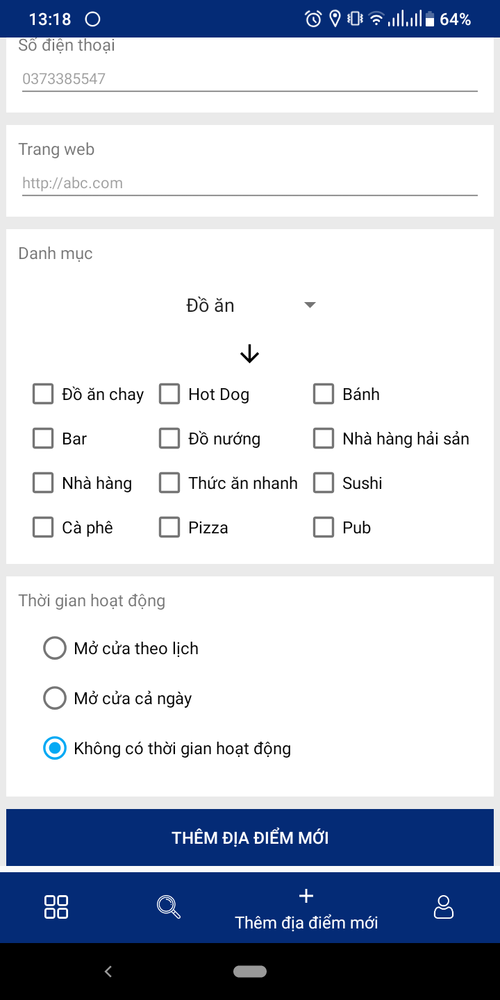 13:18
64%
Số điện thoại
0373385547
Trang web
http://abc.com
Danh mục
Đồ ăn
Đồ ăn chay Hot Dog Bánh
Bar Đồ nướng Nhà hàng hải sản
Nhà hàng Thức ăn nhanh Sushi
Cà phê Pizza Pub
Thời gian hoạt động
Mở cửa theo lịch
Mở cửa cả ngày
Không có thời gian hoạt động
THÊM ĐỊA ĐIỂM MỚI
Thêm địa điểm mới